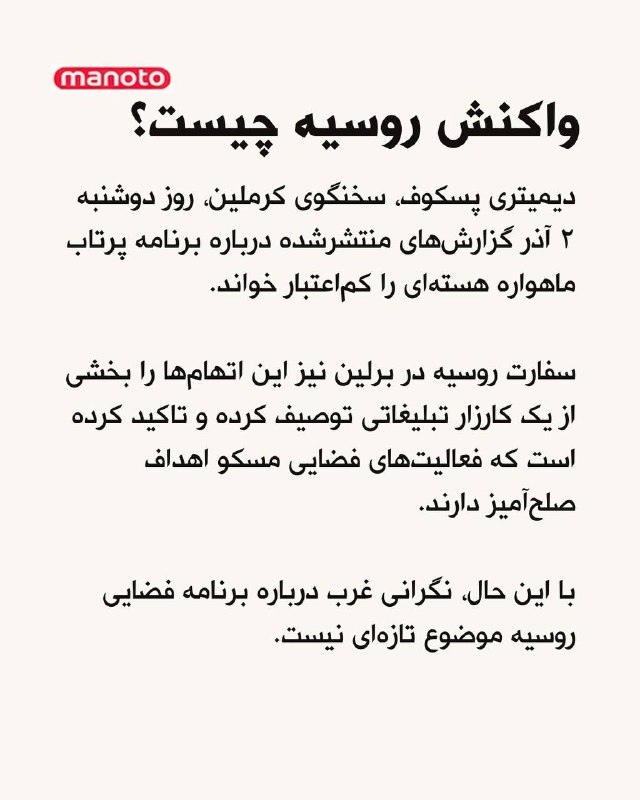 manoto
واکنش روسیه چیست؟
دیمیتری پسکوف، سخنگوی کرملین، روز دوشنبه
۲ آذر گزارش‌های منتشرشده درباره برنامه پرتاب
ماهواره هسته‌ای را کم‌اعتبار خواند.
سفارت روسیه در برلین نیز این اتهام‌ها را بخشی
از یک کارزار تبلیغاتی توصیف کرده و تاکید کرده
است که فعالیت‌های فضایی مسکو اهداف
صلح‌آمیز دارند.
با این حال، نگرانی غرب درباره برنامه فضایی
روسیه موضوع تازه‌ای نیست.